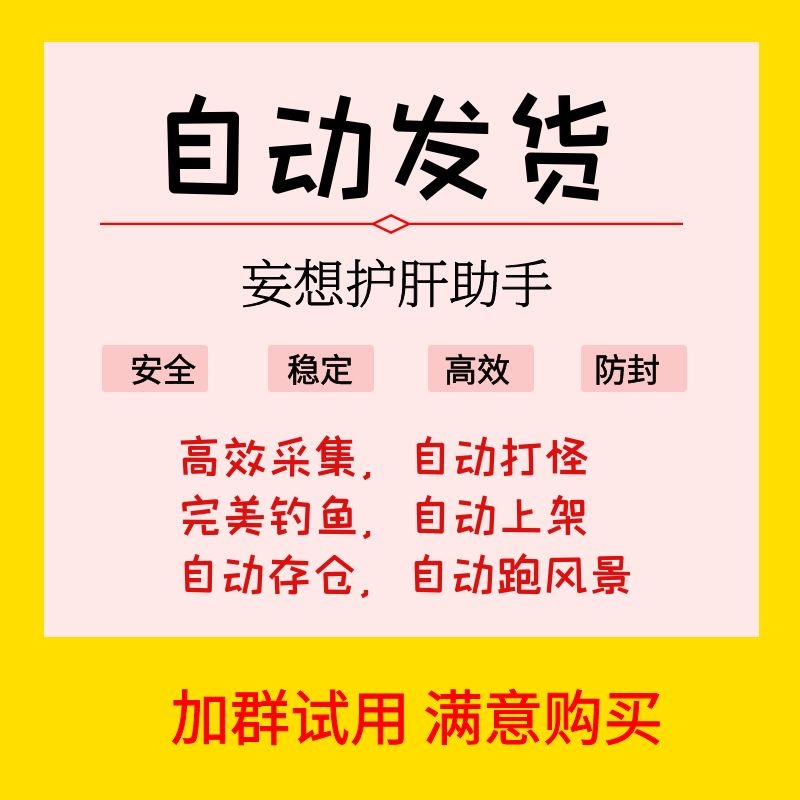 自动发货
妄想护肝助手
安全 稳定 高效 防封
高效采集, 自动打怪
完美钓鱼, 自动上架
自动存仓, 自动跑风景
加群试用 满意购买